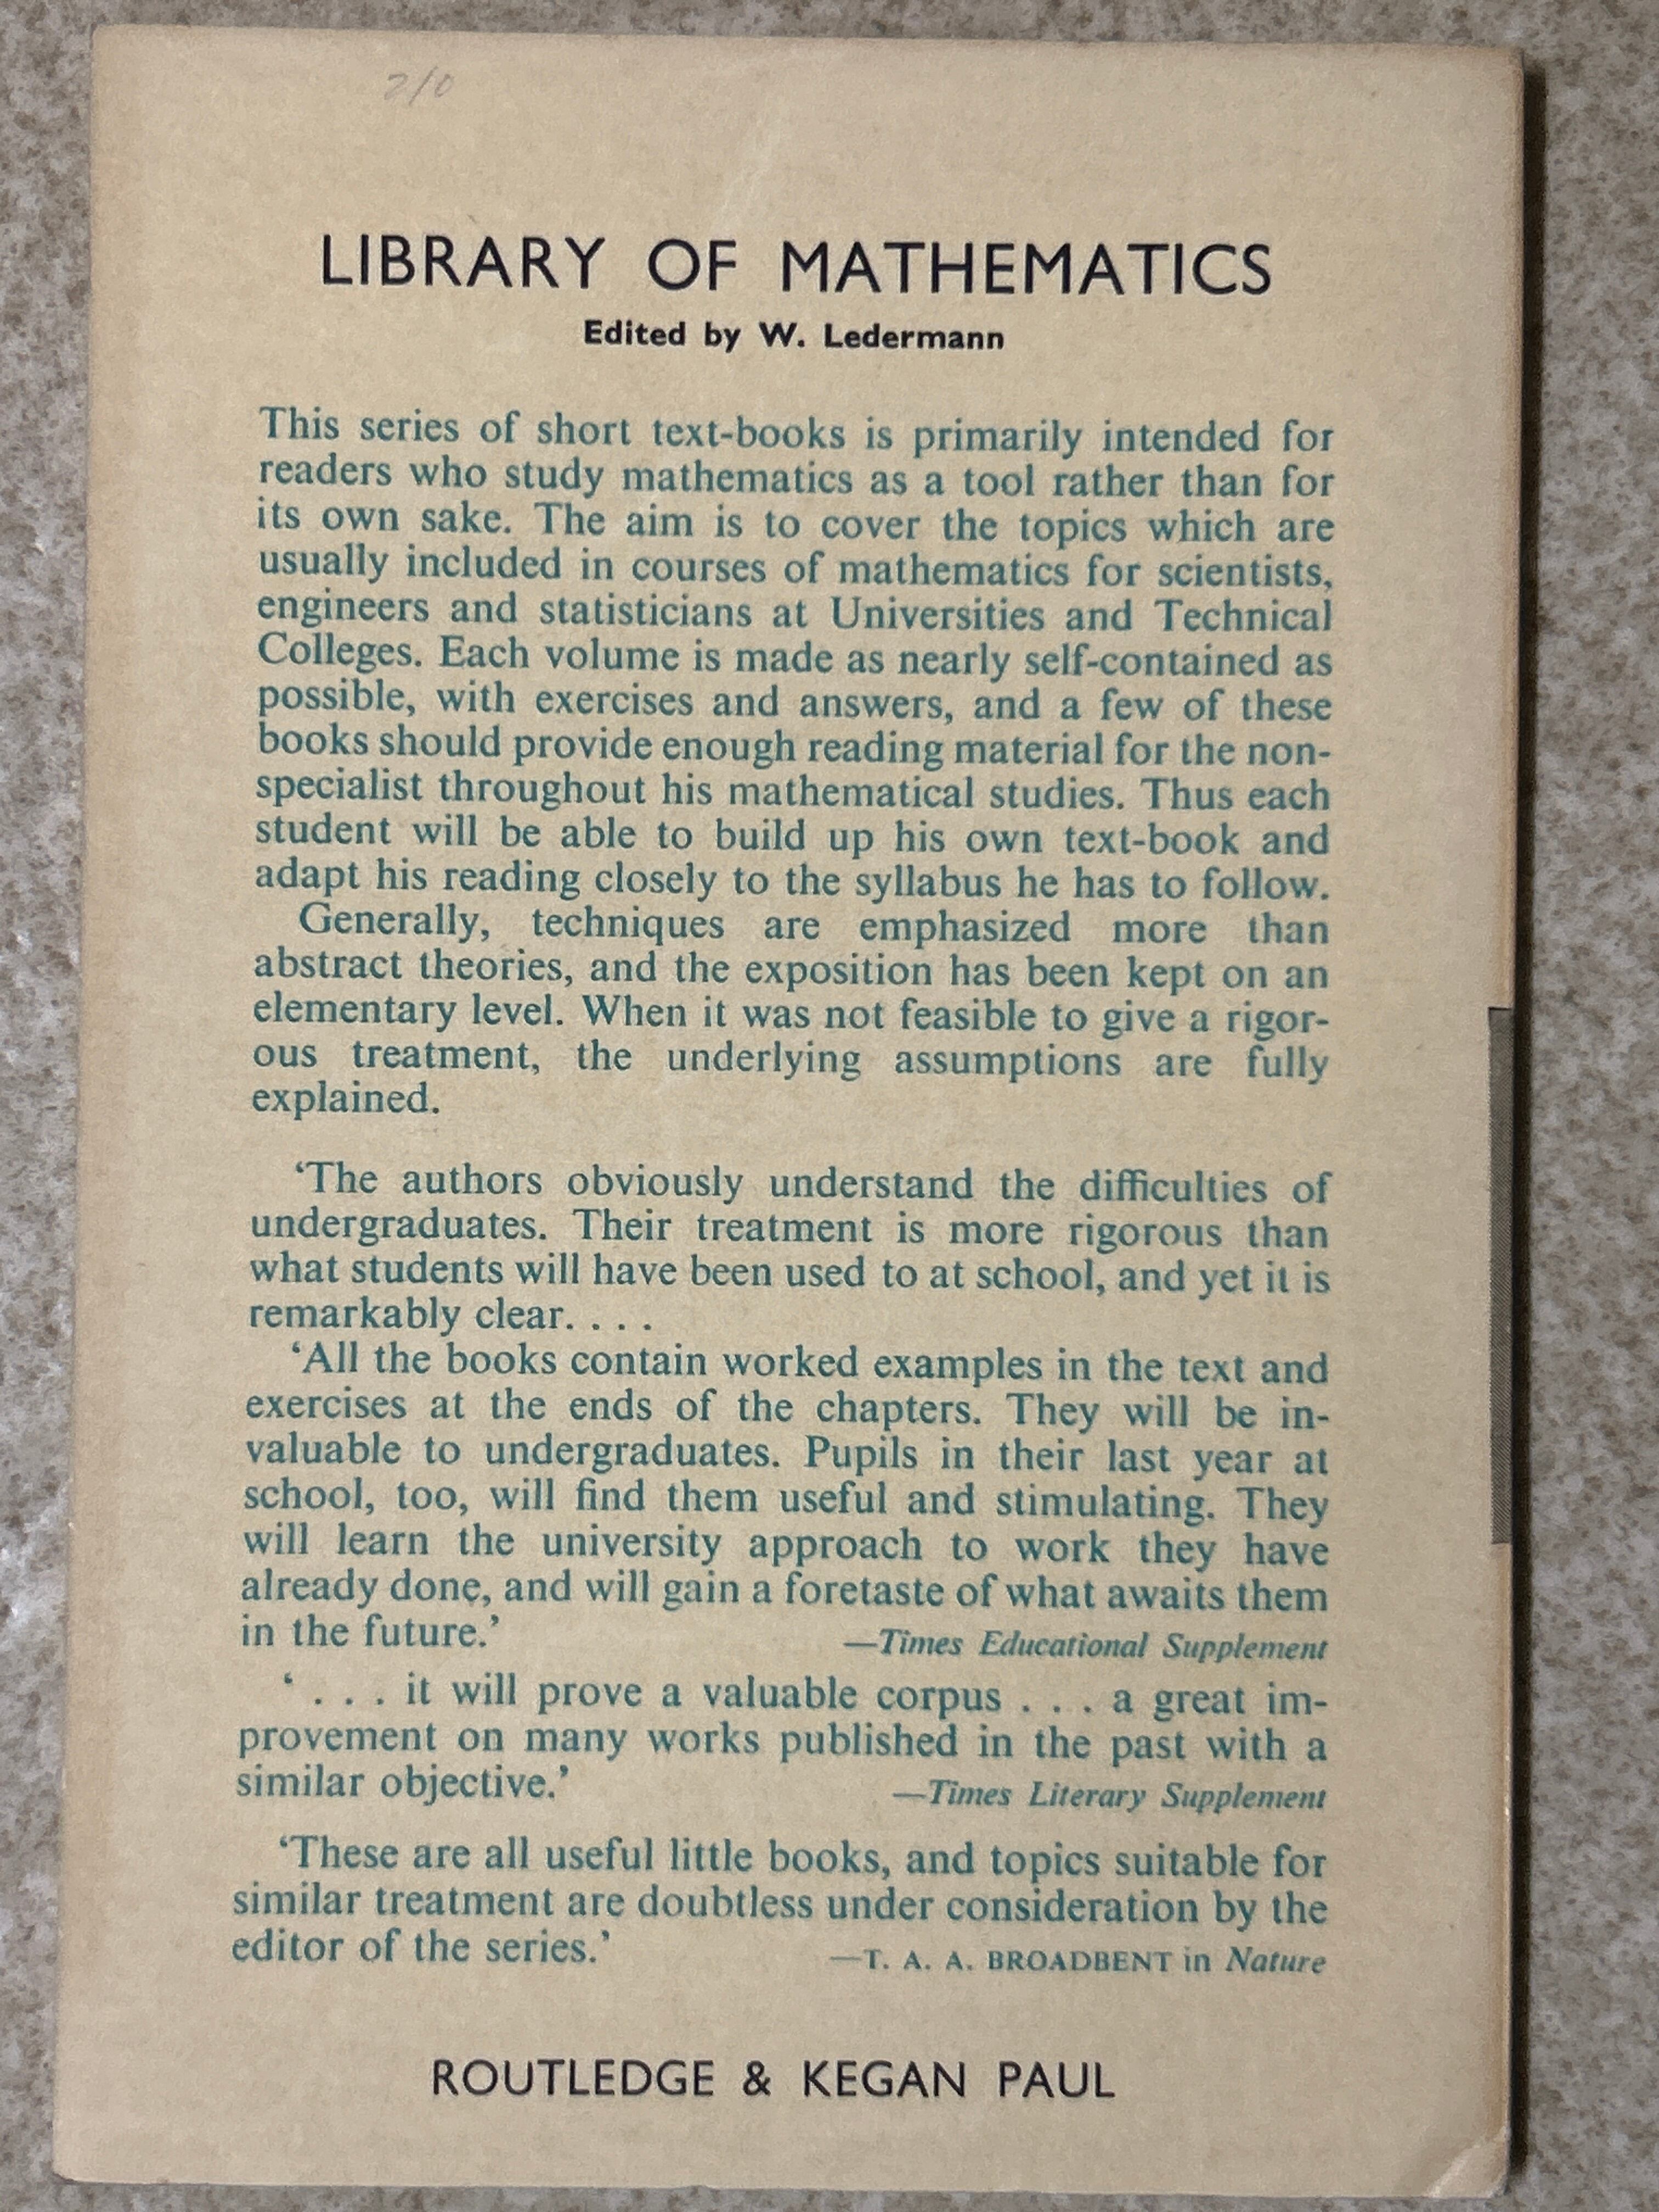 2/0
LIBRARY OF MATHEMATICS
Edited by W. Ledermann
This series of short text-books is primarily intended for
readers who study mathematics as a tool rather than for
its own sake. The aim is to cover the topics which are
usually included in courses of mathematics for scientists,
engineers and statisticians at Universities and Technical
Colleges. Each volume is made as nearly self-contained as
possible, with exercises and answers, and a few of these
books should provide enough reading material for the non-
specialist throughout his mathematical studies. Thus each
student will be able to build up his own text-book and
adapt his reading closely to the syllabus he has to follow.
Generally, techniques are emphasized more than
abstract theories, and the exposition has been kept on an
elementary level. When it was not feasible to give a rigor-
ous treatment, the underlying assumptions are fully
explained.
‘The authors obviously understand the difficulties of
undergraduates. Their treatment is more rigorous than
what students will have been used to at school, and yet it is
remarkably clear. . . .
‘All the books contain worked examples in the text and
exercises at the ends of the chapters. They will be in-
valuable to undergraduates. Pupils in their last year at
school, too, will find them useful and stimulating. They
will learn the university approach to work they have
already done, and will gain a foretaste of what awaits them
in the future.’ —Times Educational Supplement
‘ . . . it will prove a valuable corpus . . . a great im-
provement on many works published in the past with a
similar objective.’ —Times Literary Supplement
‘These are all useful little books, and topics suitable for
similar treatment are doubtless under consideration by the
editor of the series.’ —T. A. A. BROADBENT in Nature
ROUTLEDGE & KEGAN PAUL